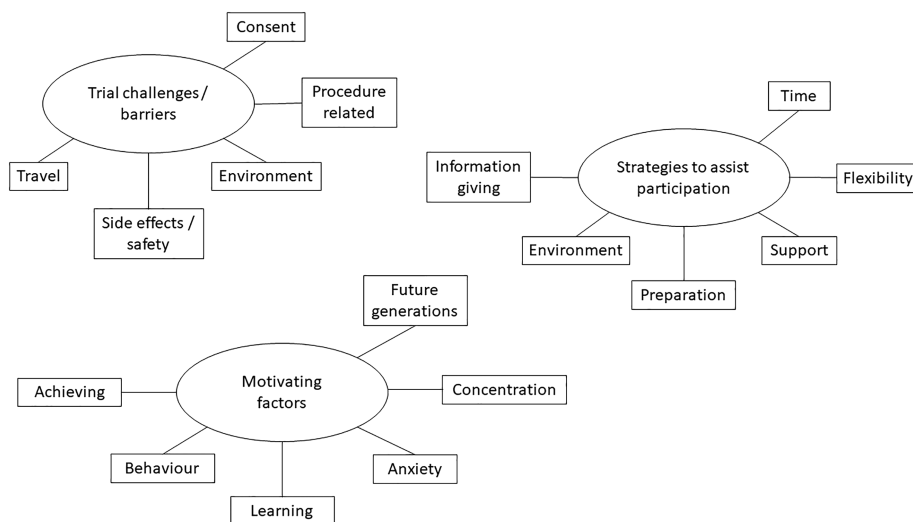 Consent
Trial challenges /
barriers
Procedure
related
Travel
Environment
Side effects /
safety
Time
Strategies to assist
participation
Information
giving
Flexibility
Environment
Support
Preparation
Future
generations
Motivating
factors
Achieving
Concentration
Behaviour
Anxiety
Learning